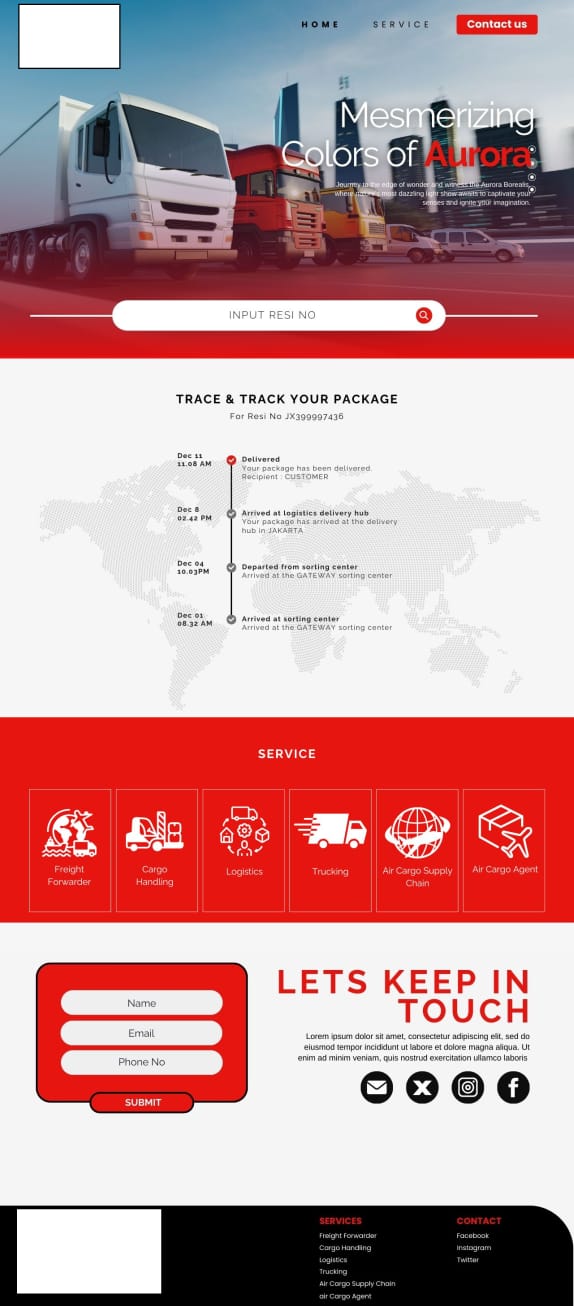 HOME
SERVICE
Contact us
Mesmerizing
Colors of Aurora
Journey to the edge of wonder and witness the Aurora Borealis,
where nature's most dazzling light show awaits to captivate your
senses and ignite your imagination.
INPUT RESI NO
TRACE & TRACK YOUR PACKAGE
For Resi No JX399997436
Dec 11
11.08 AM
Delivered
Your package has been delivered.
Recipient : CUSTOMER
Dec 8
02.42 PM
Arrived at logistics delivery hub
Your package has arrived at the delivery
hub in JAKARTA
Dec 04
10.03PM
Departed from sorting center
Arrived at the GATEWAY sorting center
Dec 01
08.32 AM
Arrived at sorting center
Arrived at the GATEWAY sorting center
SERVICE
Freight
Forwarder
Cargo
Handling
Logistics
Trucking
Air Cargo Supply
Chain
Air Cargo Agent
Name
Email
Phone No
SUBMIT
LETS KEEP IN
TOUCH
Lorem ipsum dolor sit amet, consectetur adipiscing elit, sed do
eiusmod tempor incididunt ut labore et dolore magna aliqua. Ut
enim ad minim veniam, quis nostrud exercitation ullamco laboris
SERVICES
Freight Forwarder
Cargo Handling
Logistics
Trucking
Air Cargo Supply Chain
air Cargo Agent
CONTACT
Facebook
Instagram
Twitter